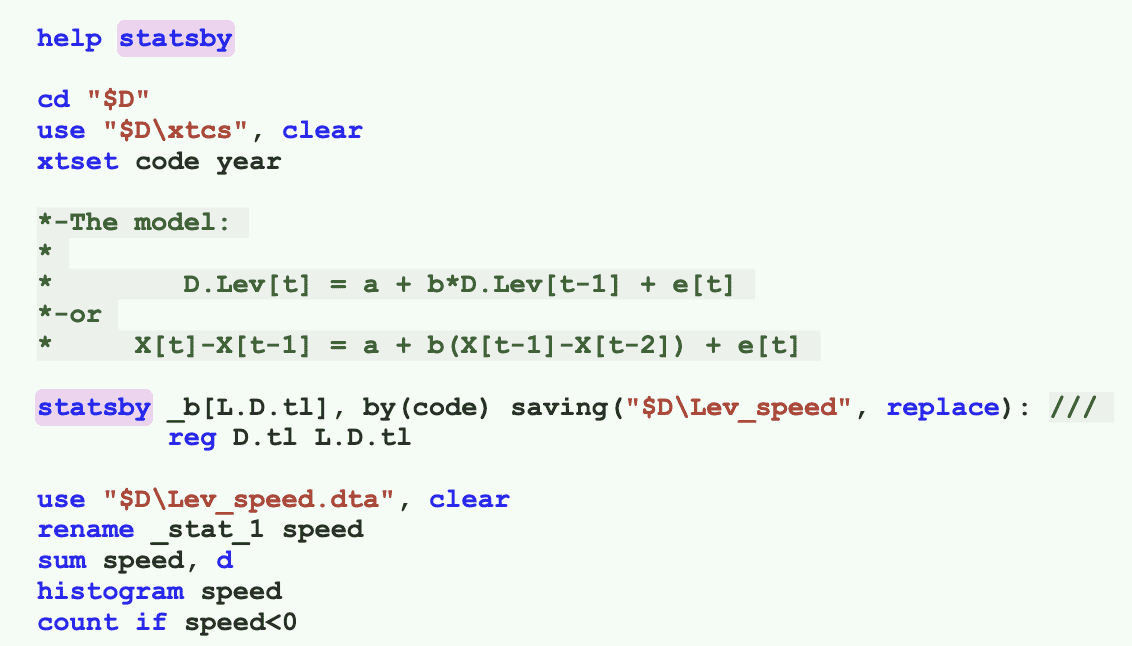 help statsby
cd "$D"
use "$D\xtcs", clear
xtset code year
*-The model:
*
*        D.Lev[t] = a + b*D.Lev[t-1] + e[t]
*-or
*     X[t]-X[t-1] = a + b(X[t-1]-X[t-2]) + e[t]
statsby _b[L.D.tl], by(code) saving("$D\Lev_speed", replace): ///
        reg D.tl L.D.tl
use "$D\Lev_speed.dta", clear
rename _stat_1 speed
sum speed, d
histogram speed
count if speed<0